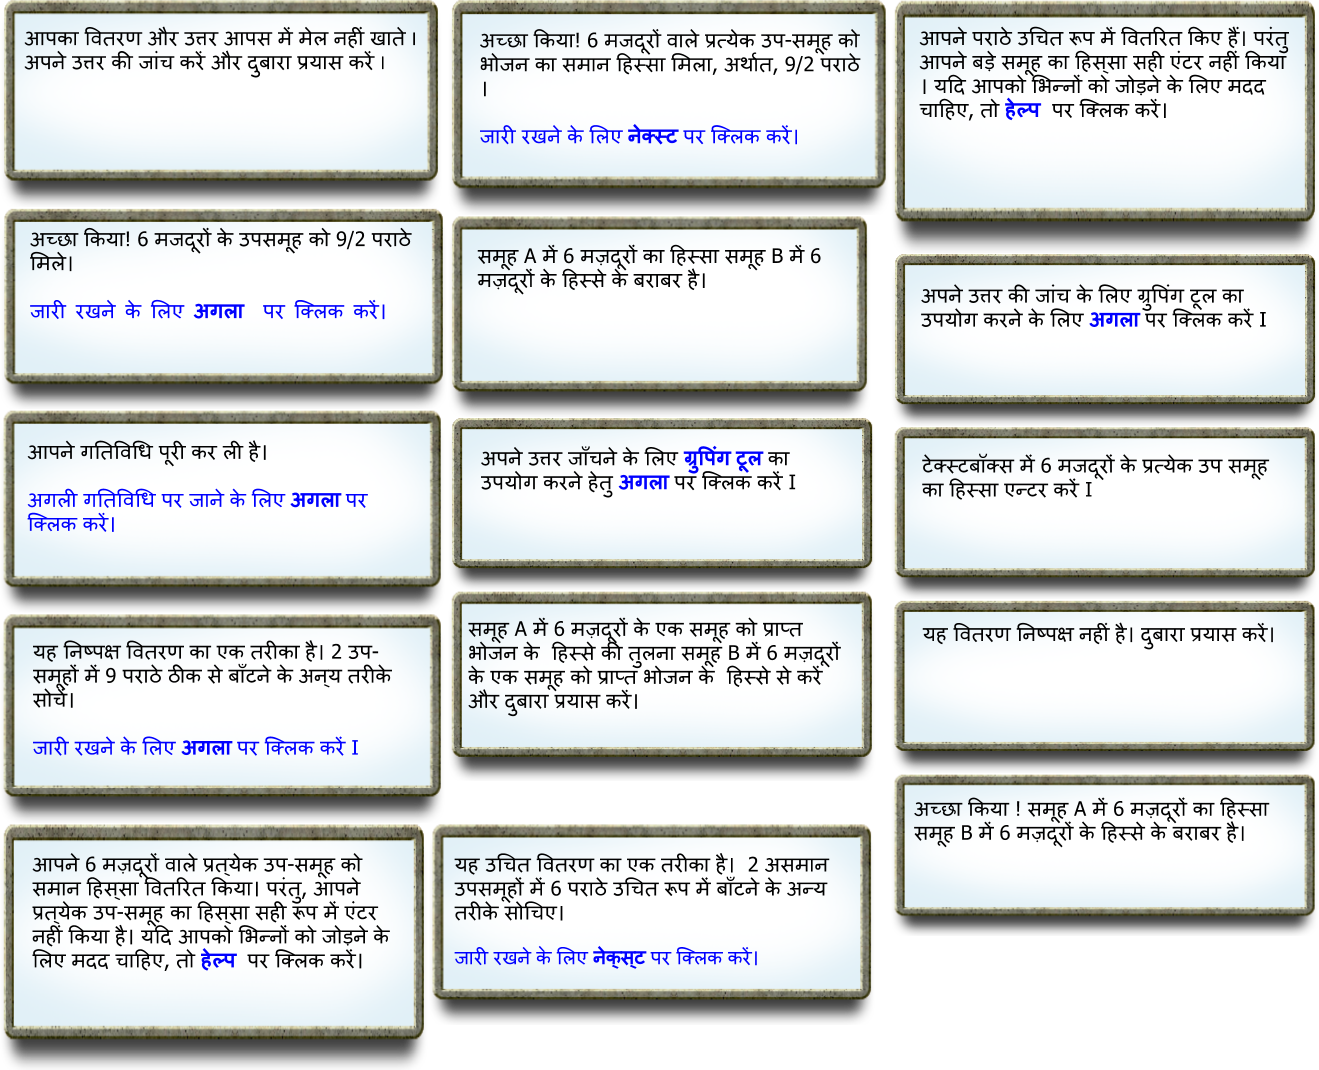 आपका वितरण और उत्तर आपस में मेल नहीं खाते ।
अपने उत्तर की जांच करें और दुबारा प्रयास करें ।
अच्छा किया! 6 मजदूरों वाले प्रत्येक उप-समूह को
भोजन का समान हिस्सा मिला, अर्थात, 9/2 पराठे
।
जारी रखने के लिए नेक्स्ट पर क्लिक करें।
आपने पराठे उचित रूप में वितरित किए हैं। परंतु
आपने बड़े समूह का हिस्‍सा सही एंटर नहीं किया
। यदि आपको भिन्नों को जोड़ने के लिए मदद
चाहिए, तो हेल्प पर क्लिक करें।
अच्छा किया! 6 मजदूरों के उपसमूह को 9/2 पराठे
मिले।
जारी रखने के लिए अगला पर क्लिक करें।
समूह A में 6 मज़दूरों का हिस्सा समूह B में 6
मज़दूरों के हिस्से के बराबर है।
अपने उत्तर की जांच के लिए ग्रुपिंग टूल का
उपयोग करने के लिए अगला पर क्लिक करें I
आपने गतिविधि पूरी कर ली है।
अगली गतिविधि पर जाने के लिए अगला पर
क्लिक करें।
अपने उत्तर जाँचने के लिए ग्रुपिंग टूल का
उपयोग करने हेतु अगला पर क्लिक करें I
टेक्स्टबॉक्स में 6 मजदूरों के प्रत्येक उप समूह
का हिस्सा एन्टर करें I
यह निष्पक्ष वितरण का एक तरीका है। 2 उप-
समूहों में 9 पराठे ठीक से बाँटने के अन्‍य तरीके
सोचें।
जारी रखने के लिए अगला पर क्लिक करें I
समूह A में 6 मज़दूरों के एक समूह को प्राप्त
भोजन के हिस्से की तुलना समूह B में 6 मज़दूरों
के एक समूह को प्राप्त भोजन के हिस्से से करें
और दुबारा प्रयास करें।
यह वितरण निष्पक्ष नहीं है। दुबारा प्रयास करें।
अच्छा किया ! समूह A में 6 मज़दूरों का हिस्सा
समूह B में 6 मज़दूरों के हिस्से के बराबर है।
आपने 6 मज़दूरों वाले प्रत्‍येक उप-समूह को
समान हिस्‍सा वितरित किया। परंतु, आपने
प्रत्‍येक उप-समूह का हिस्‍सा सही रूप में एंटर
नहीं किया है। यदि आपको भिन्नों को जोड़ने के
लिए मदद चाहिए, तो हेल्प पर क्लिक करें।
यह उचित वितरण का एक तरीका है। 2 असमान
उपसमूहों में 6 पराठे उचित रूप में बाँटने के अन्य
तरीके सोचिए।
जारी रखने के लिए नेक्‍स्‍ट पर क्लिक करें।